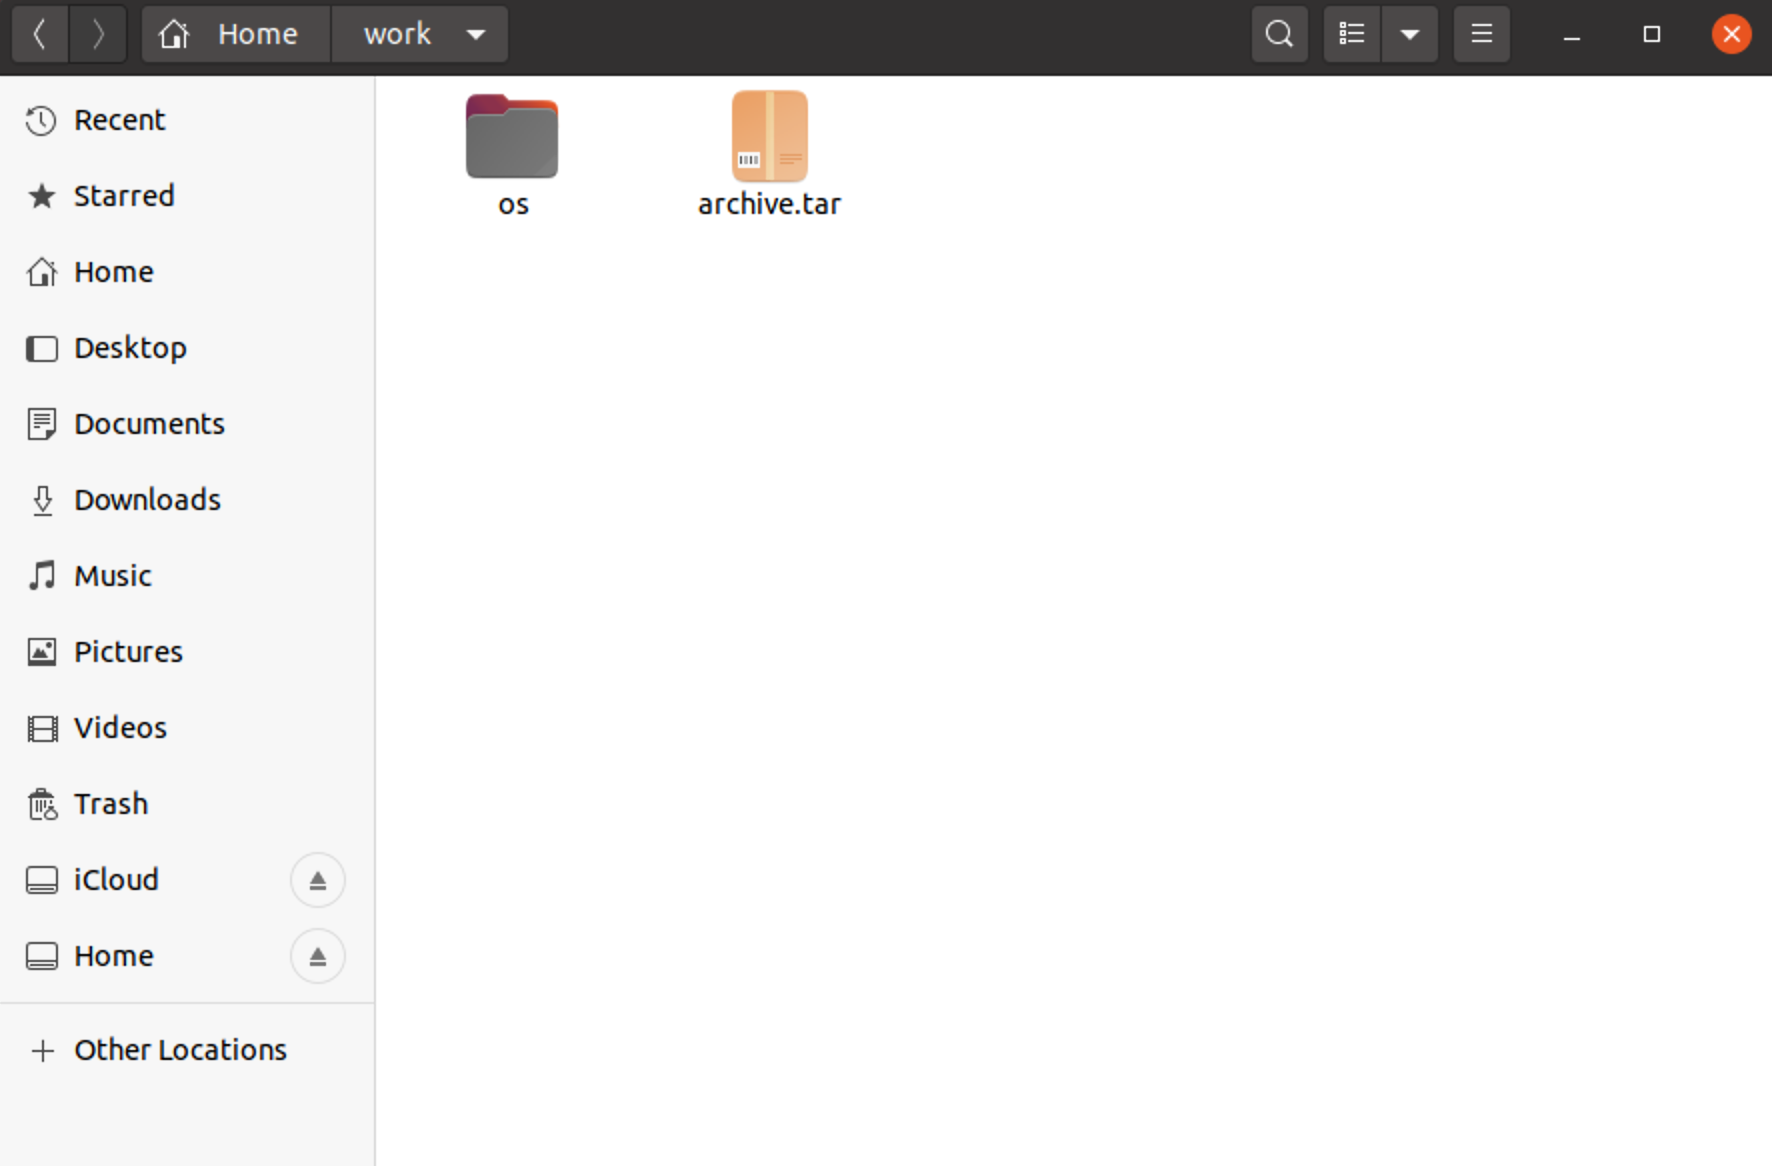 Home work
Recent
Starred
Home
Desktop
Documents
Downloads
Music
Pictures
Videos
Trash
iCloud
Home
Other Locations
os
archive.tar